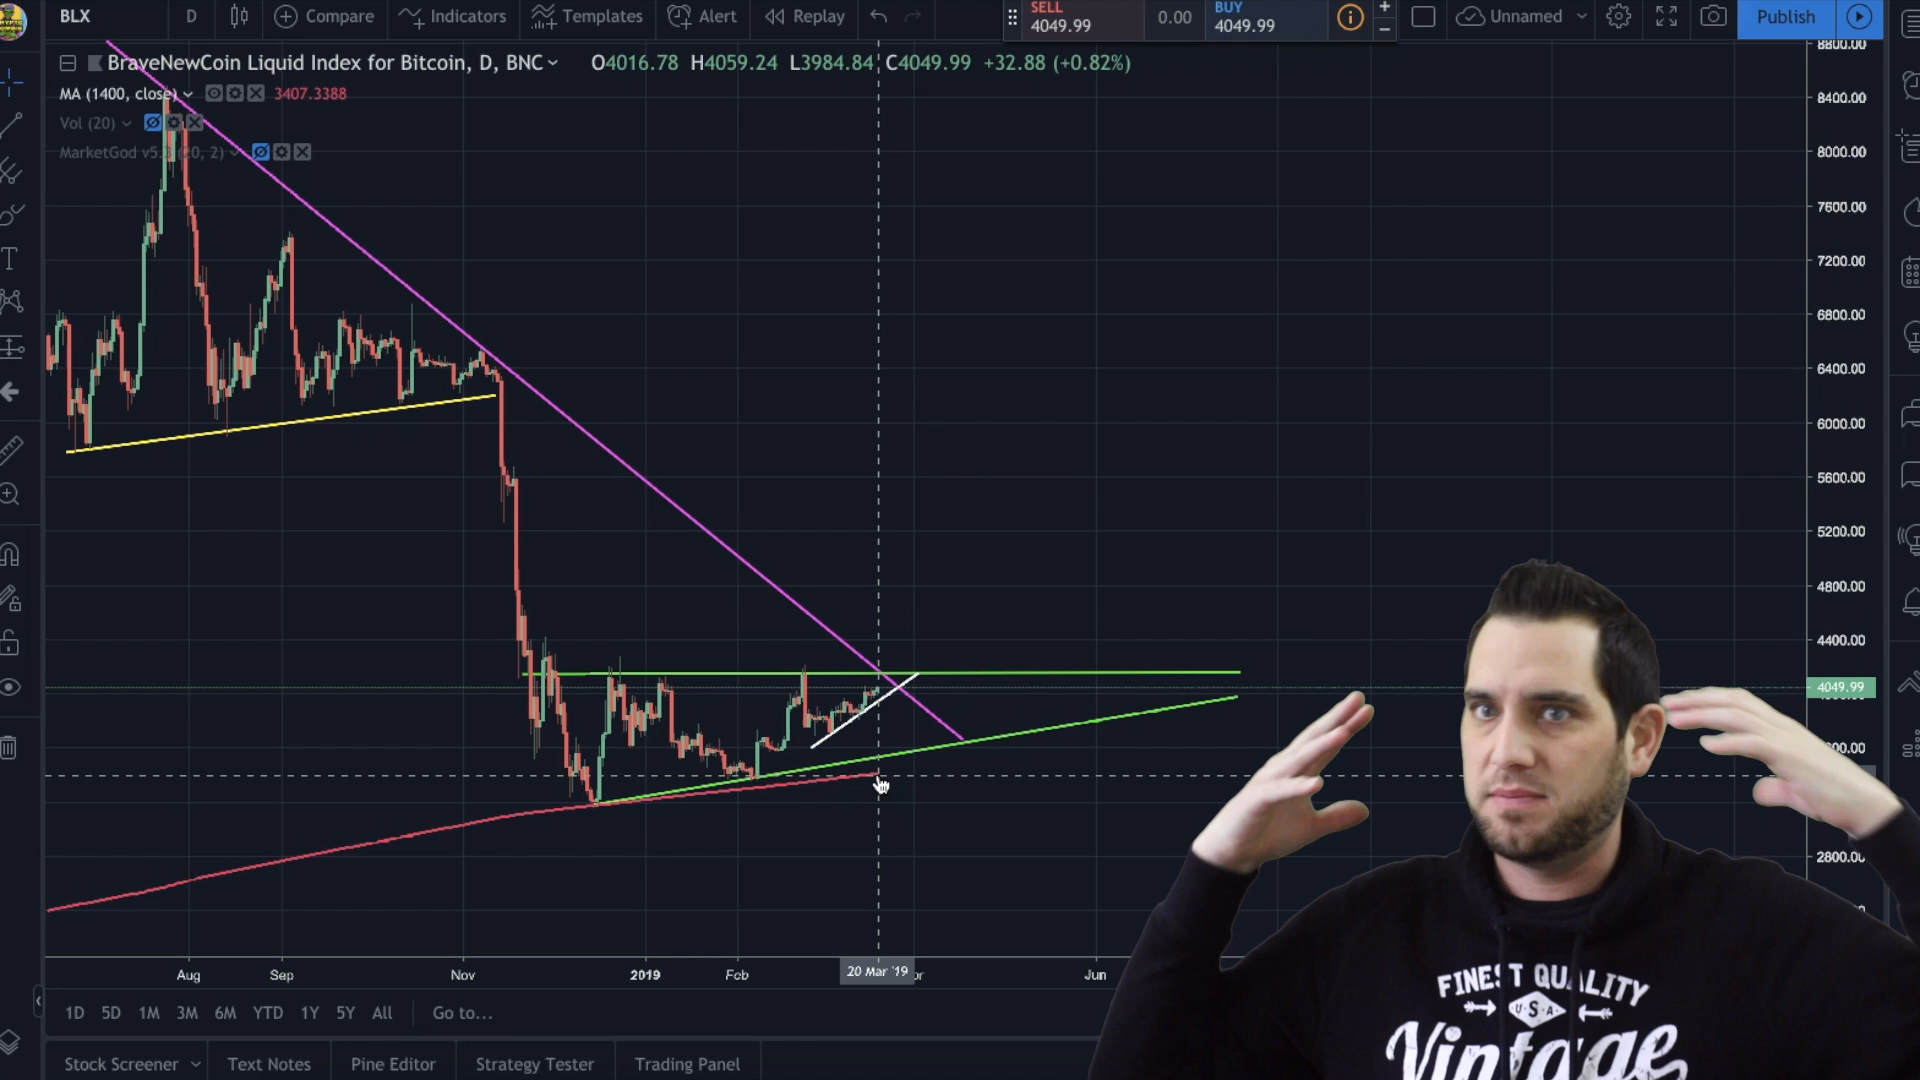 BLX D Compare Indicators Templates Alert Replay
SELL 4049.99 0.00 BUY 4049.99
Unnamed Publish
BraveNewCoin Liquid Index for Bitcoin, D, BNC O4016.78 H4059.24 L3984.84 C4049.99 +32.88 (+0.82%)
MA (1400, close) 3407.3388
Vol (20)
MarketGod (20, 2)
8800.00
8400.00
8000.00
7600.00
7200.00
6800.00
6400.00
6000.00
5600.00
5200.00
4800.00
4400.00
4049.99
2800.00
Aug Sep Nov 2019 Feb 20 Mar '19 Jun
1D 5D 1M 3M 6M YTD 1Y 5Y All Go to...
Stock Screener Text Notes Pine Editor Strategy Tester Trading Panel
FINEST QUALITY
U·S·A
Vintage